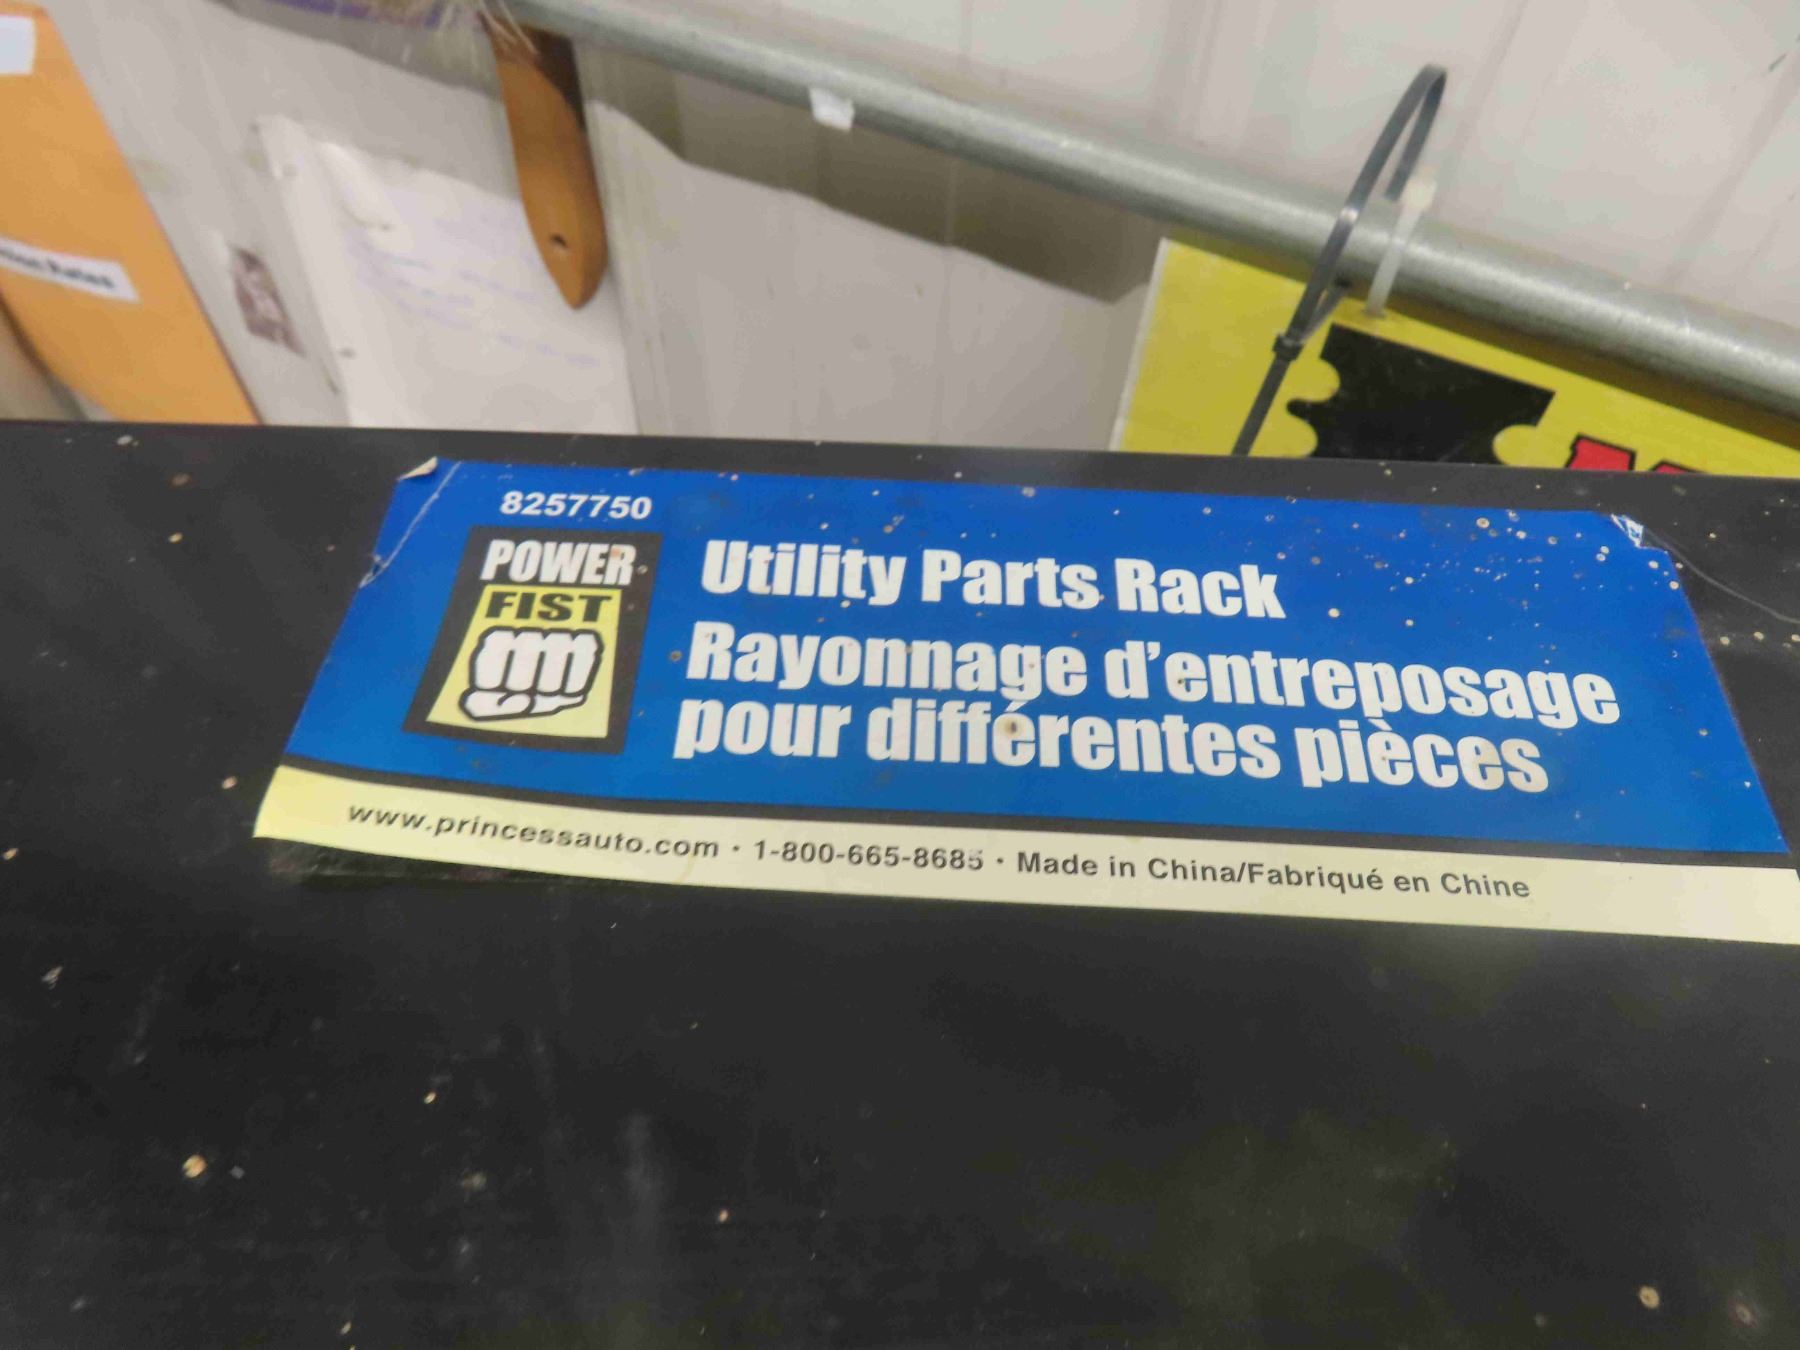 8257750
POWER
FIST
Utility Parts Rack
Rayonnage d'entreposage
pour différentes pièces
www.princessauto.com • 1-800-665-8685 • Made in China/Fabriqué en Chine